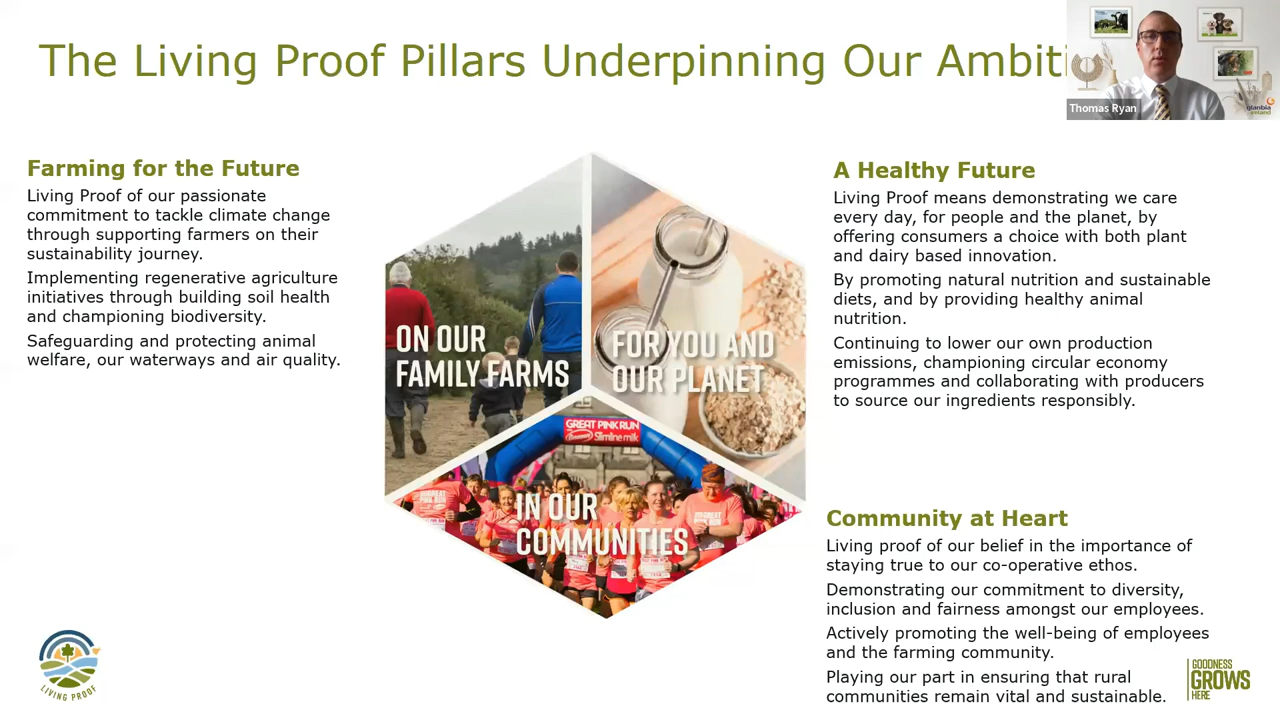 The Living Proof Pillars Underpinning Our Ambiti
Thomas Ryan
glanbia
ireland
Farming for the Future
Living Proof of our passionate
commitment to tackle climate change
through supporting farmers on their
sustainability journey.
Implementing regenerative agriculture
initiatives through building soil health
and championing biodiversity.
Safeguarding and protecting animal
welfare, our waterways and air quality.
ON OUR
FAMILY FARMS
FOR YOU AND
OUR PLANET
GREAT PINK RUN
Slimline milk
IN OUR
COMMUNITIES
A Healthy Future
Living Proof means demonstrating we care
every day, for people and the planet, by
offering consumers a choice with both plant
and dairy based innovation.
By promoting natural nutrition and sustainable
diets, and by providing healthy animal
nutrition.
Continuing to lower our own production
emissions, championing circular economy
programmes and collaborating with producers
to source our ingredients responsibly.
Community at Heart
Living proof of our belief in the importance of
staying true to our co-operative ethos.
Demonstrating our commitment to diversity,
inclusion and fairness amongst our employees.
Actively promoting the well-being of employees
and the farming community.
Playing our part in ensuring that rural
communities remain vital and sustainable.
LIVING PROOF
GOODNESS
GROWS
HERE